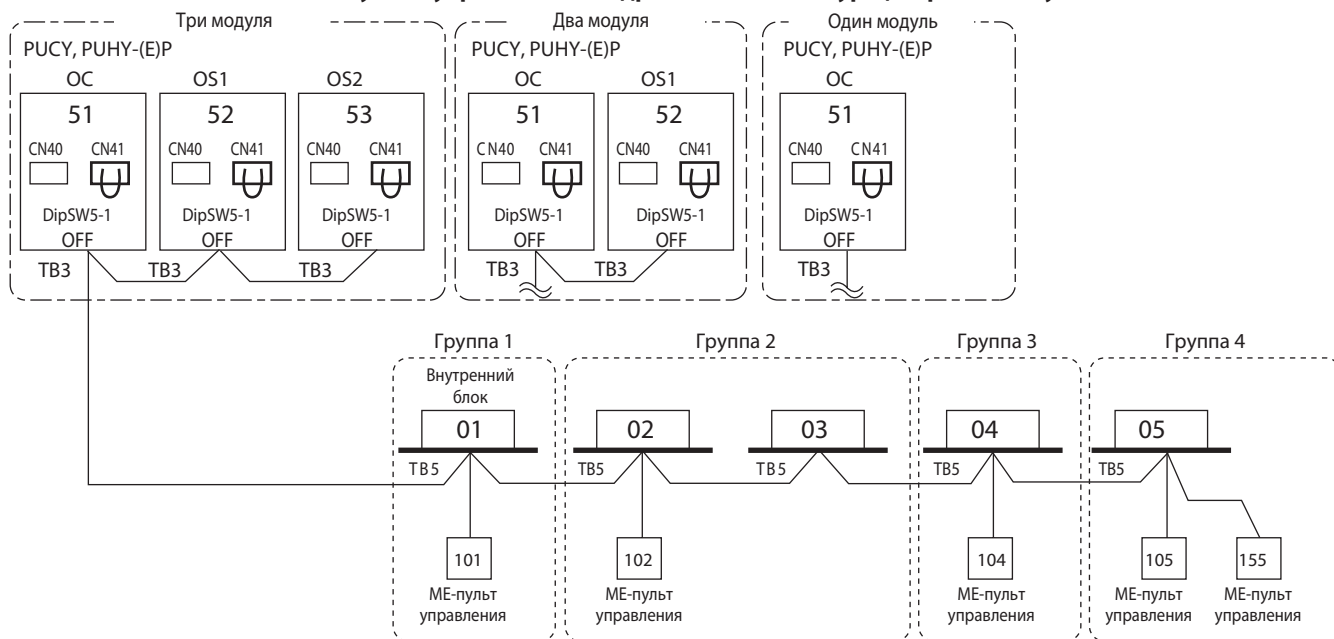 Три модуля
Два модуля
Один модуль
PUCY, PUHY-(E)P
PUCY, PUHY-(E)P
PUCY, PUHY-(E)P
OC
OS1
OS2
OC
OS1
OC
51
52
53
51
52
51
CN40 CN41
CN40 CN41
CN40 CN41
CN40 CN41
CN40 CN41
CN40 CN41
DipSW5-1
DipSW5-1
DipSW5-1
DipSW5-1
DipSW5-1
DipSW5-1
OFF
OFF
OFF
OFF
OFF
OFF
TB3
TB3
TB3
TB3
TB3
TB3
Группа 1
Группа 2
Группа 3
Группа 4
Внутренний
блок
01
02
03
04
05
TB5
TB5
TB5
TB5
TB5
101
102
104
105
155
МЕ-пульт
управления
МЕ-пульт
управления
МЕ-пульт
управления
МЕ-пульт
управления
МЕ-пульт
управления